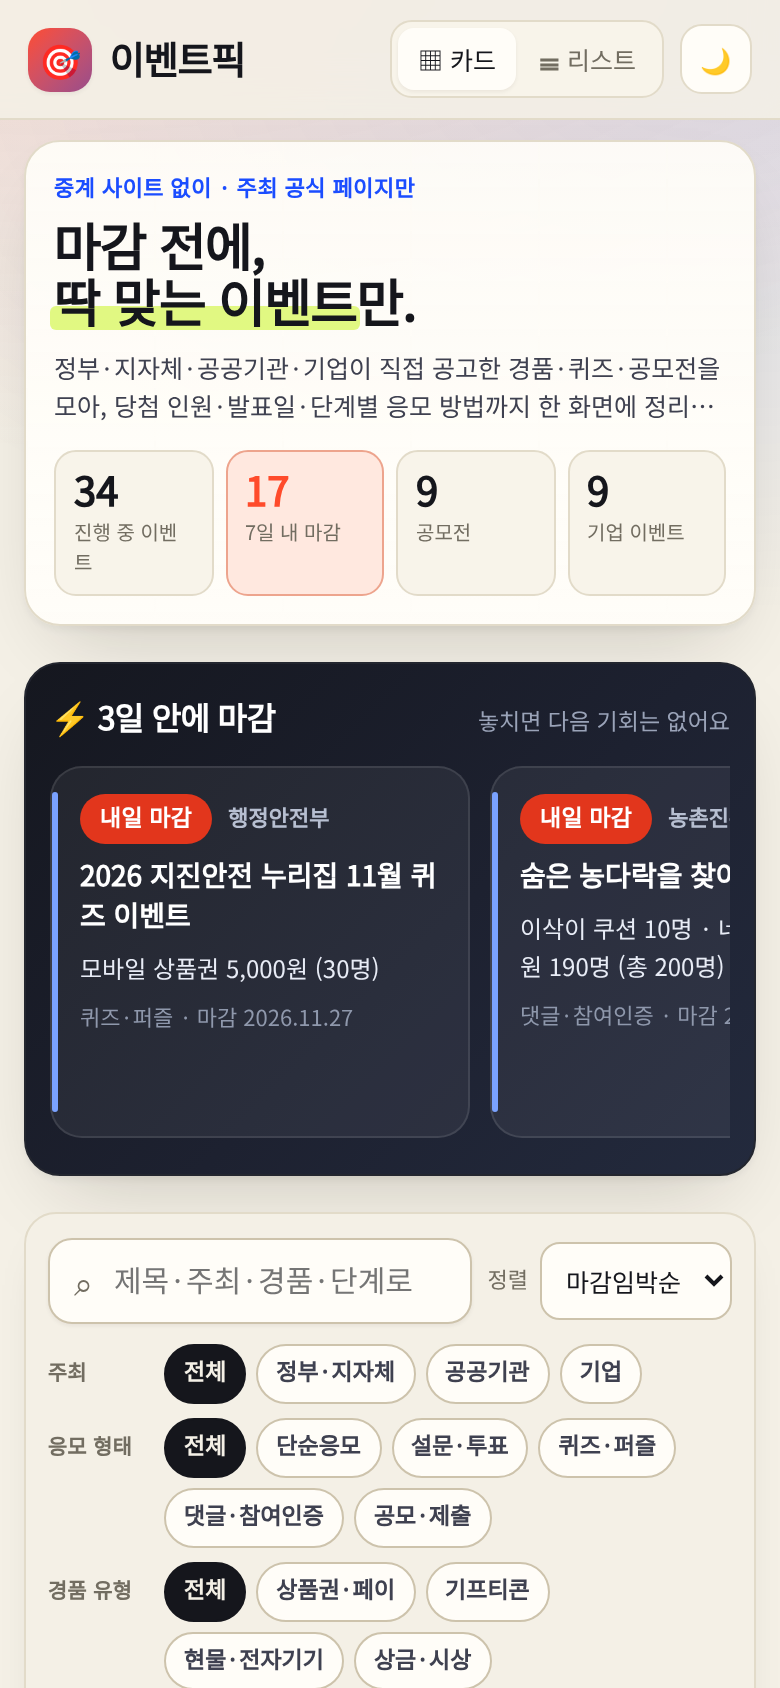 이벤트픽
카드
리스트
중계 사이트 없이 · 주최 공식 페이지만
마감 전에,
딱 맞는 이벤트만.
정부·지자체·공공기관·기업이 직접 공고한 경품·퀴즈·공모전을
모아, 당첨 인원·발표일·단계별 응모 방법까지 한 화면에 정리…
34
진행 중 이벤
트
17
7일 내 마감
9
공모전
9
기업 이벤트
⚡ 3일 안에 마감
놓치면 다음 기회는 없어요
내일 마감 행정안전부
2026 지진안전 누리집 11월 퀴
즈 이벤트
모바일 상품권 5,000원 (30명)
퀴즈·퍼즐 · 마감 2026.11.27
내일 마감 농촌진
숨은 농다락을 찾아
이삭이 쿠션 10명 ·
원 190명 (총 200명)
댓글·참여인증 · 마감 2
제목·주최·경품·단계로
정렬
마감임박순
주최 전체 정부·지자체 공공기관 기업
응모 형태 전체 단순응모 설문·투표 퀴즈·퍼즐
댓글·참여인증 공모·제출
경품 유형 전체 상품권·페이 기프티콘
현물·전자기기 상금·시상